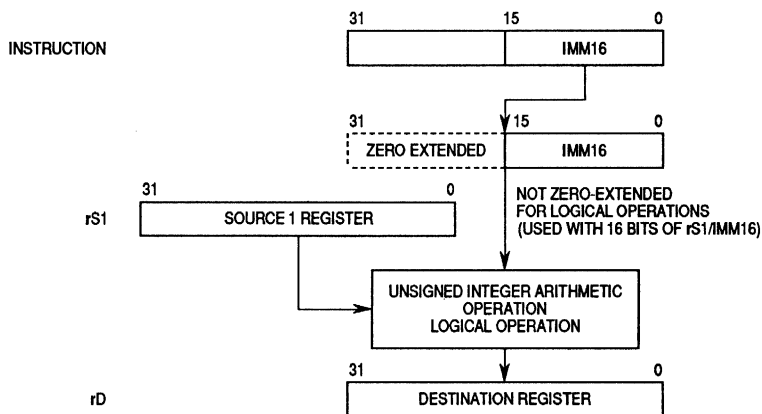 31 15 0
INSTRUCTION IMM16
31 15 0
ZERO EXTENDED IMM16
31 0
rS1 SOURCE 1 REGISTER
NOT ZERO-EXTENDED
FOR LOGICAL OPERATIONS
(USED WITH 16 BITS OF rS1/IMM16)
UNSIGNED INTEGER ARITHMETIC
OPERATION
LOGICAL OPERATION
31 0
rD DESTINATION REGISTER